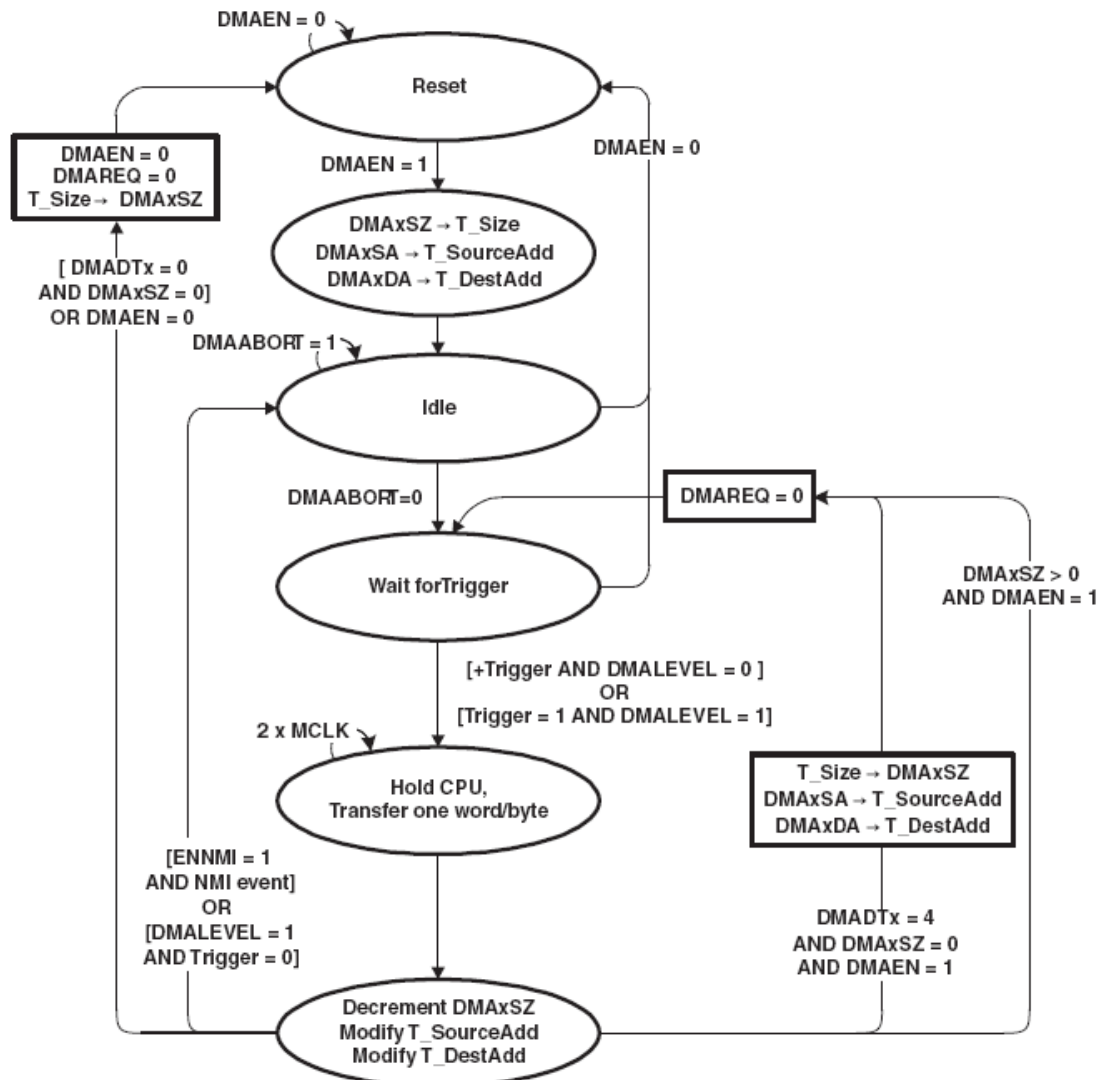 DMAEN = 0
Reset
DMAEN = 0
DMAREQ = 0
T_Size → DMAxSZ
DMAEN = 1
DMAEN = 0
DMAxSZ → T_Size
DMAxSA → T_SourceAdd
DMAxDA → T_DestAdd
[ DMADTx = 0
AND DMAxSZ = 0]
OR DMAEN = 0
DMAABORT = 1
Idle
DMAABORT=0
DMAREQ = 0
Wait forTrigger
DMAxSZ > 0
AND DMAEN = 1
[+Trigger AND DMALEVEL = 0 ]
OR
[Trigger = 1 AND DMALEVEL = 1]
2 x MCLK
Hold CPU,
Transfer one word/byte
T_Size → DMAxSZ
DMAxSA → T_SourceAdd
DMAxDA → T_DestAdd
[ENNMI = 1
AND NMI event]
OR
[DMALEVEL = 1
AND Trigger = 0]
DMADTx = 4
AND DMAxSZ = 0
AND DMAEN = 1
Decrement DMAxSZ
Modify T_SourceAdd
Modify T_DestAdd